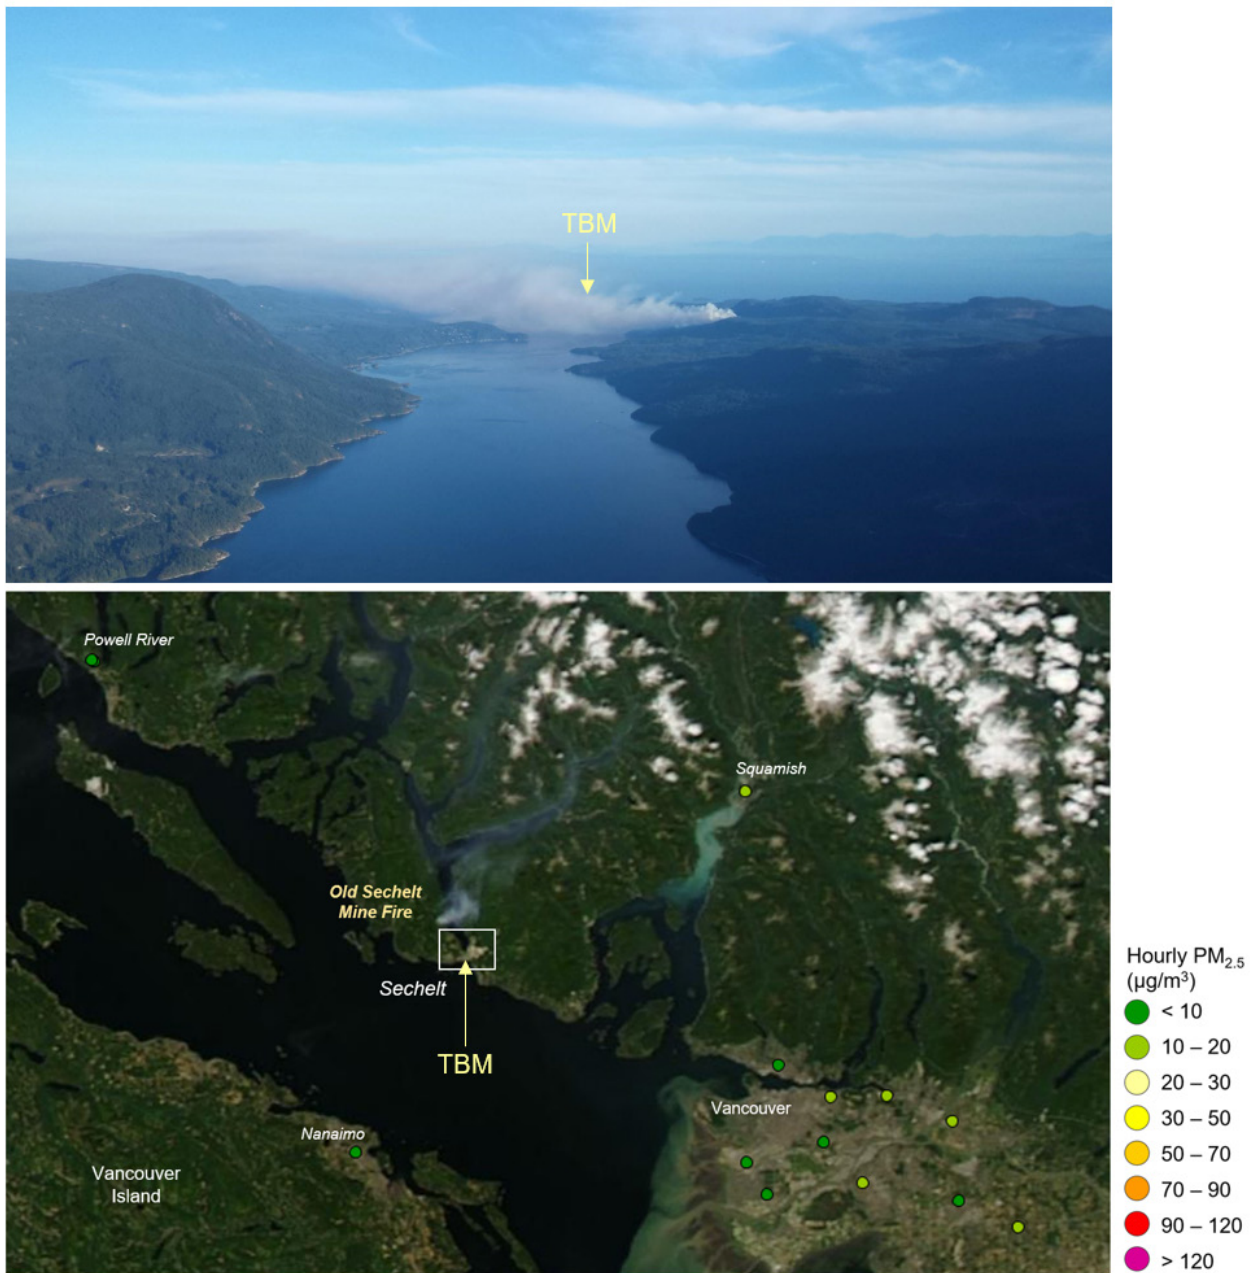 TBM
Powell River
Squamish
Old Sechelt
Mine Fire
Sechelt
TBM
Vancouver
Nanaimo
Vancouver
Island
Hourly PM2.5
(µg/m³)
< 10
10 – 20
20 – 30
30 – 50
50 – 70
70 – 90
90 – 120
> 120